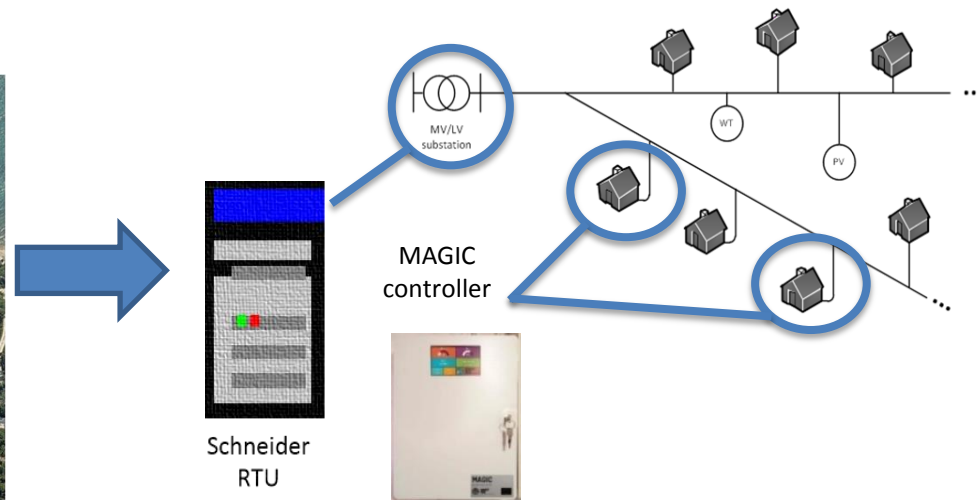 MV/LV
substation
WT
PV
...
...
MAGIC
controller
Schneider
RTU
MAGIC